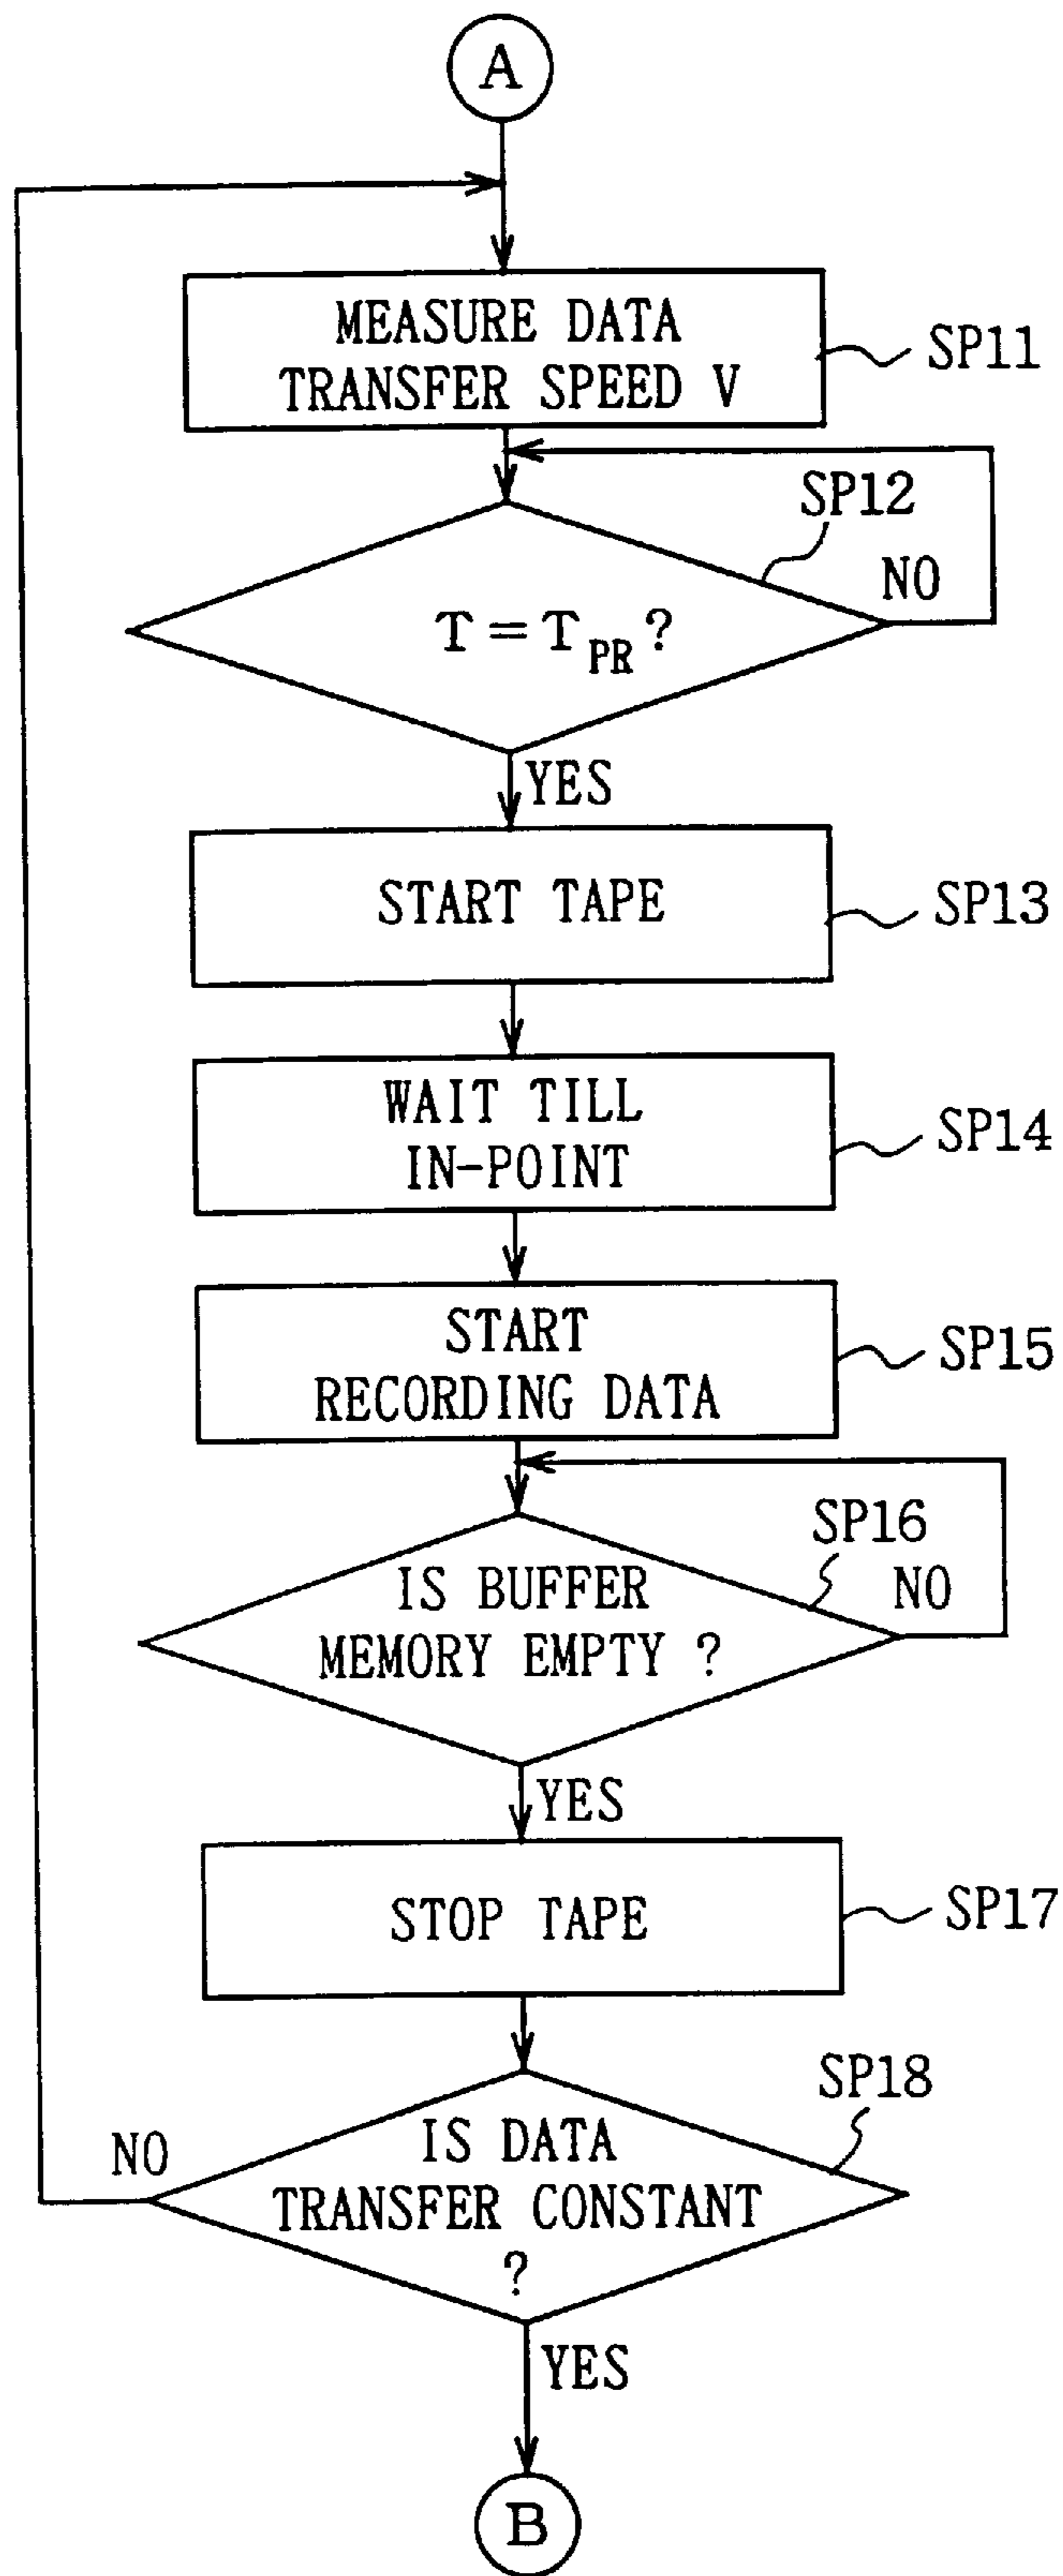 A
MEASURE DATA
TRANSFER SPEED V
SP11
SP12
NO
T = T_PR ?
YES
START TAPE
SP13
WAIT TILL
IN-POINT
SP14
START
RECORDING DATA
SP15
SP16
NO
IS BUFFER
MEMORY EMPTY ?
YES
STOP TAPE
SP17
SP18
NO
IS DATA
TRANSFER CONSTANT
?
YES
B